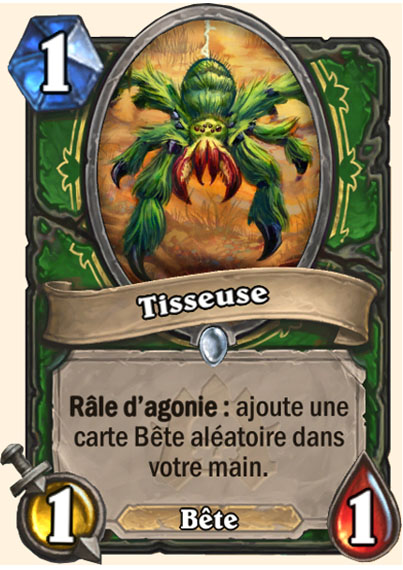 1
Tisseuse
Râle d'agonie : ajoute une
carte Bête aléatoire dans
votre main.
1
Bête
1